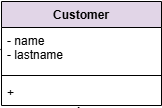 Customer
- name
- lastname
+